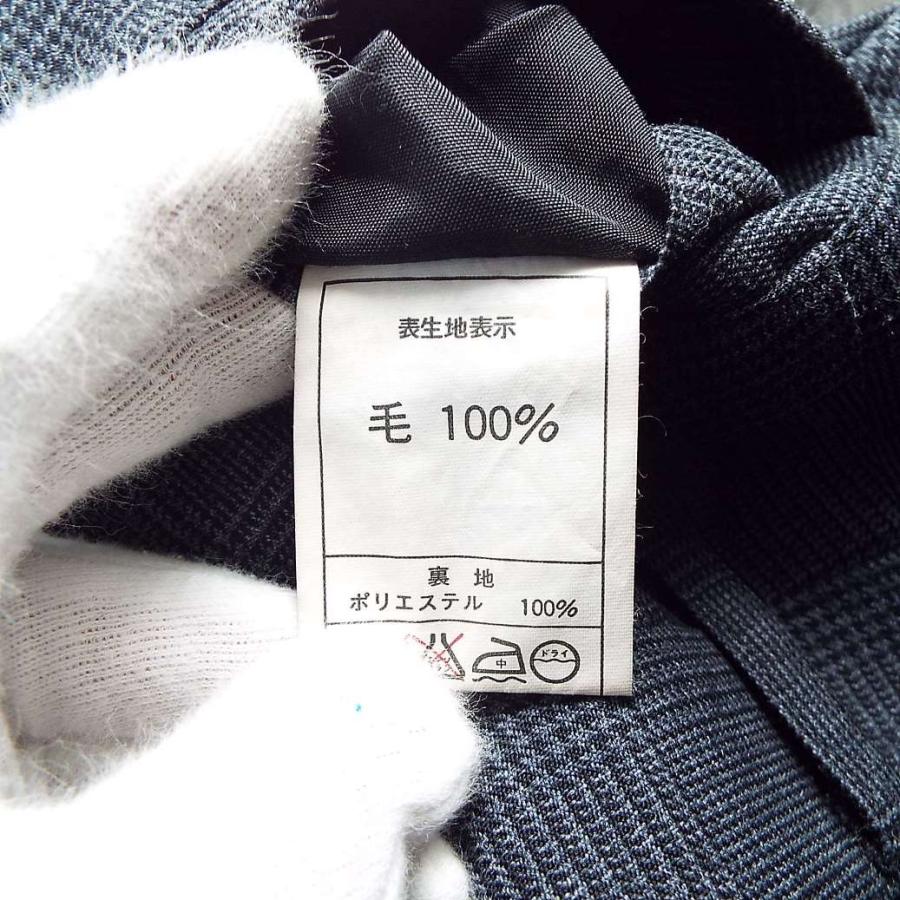 表生地表示
毛 100%
裏地
ポリエステル 100%
中
ドライ